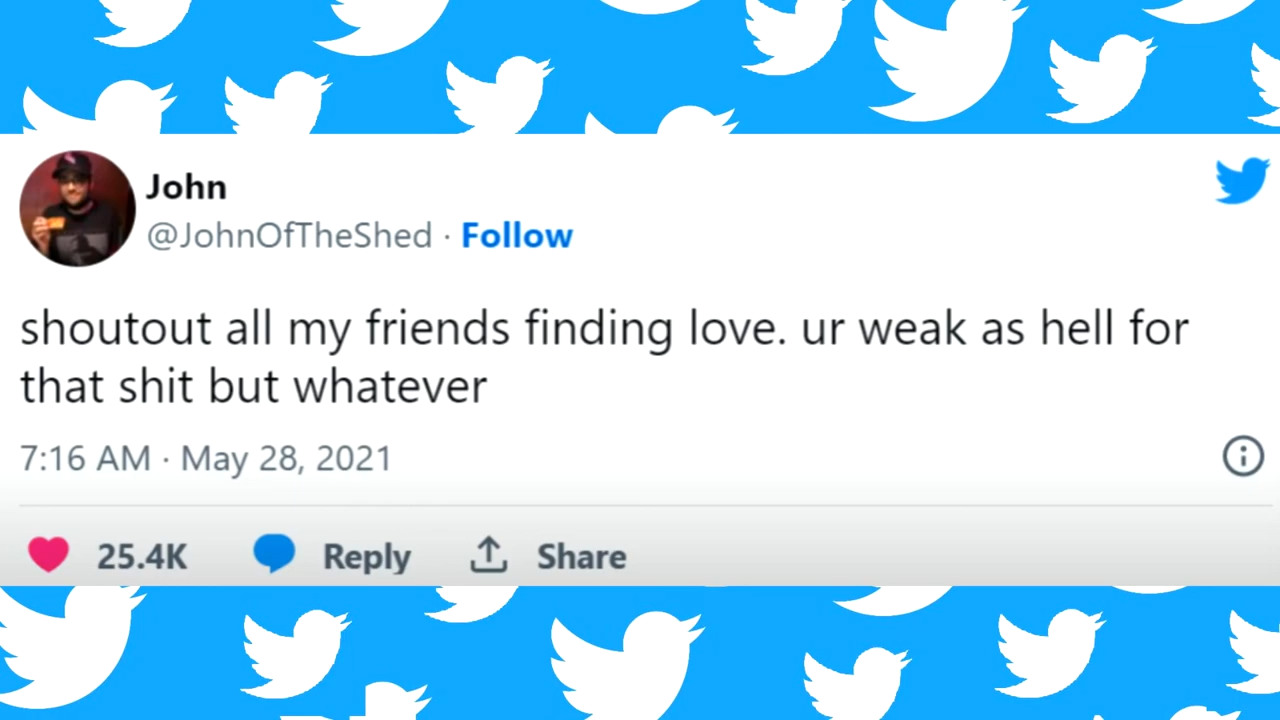 John
@JohnOfTheShed · Follow
shoutout all my friends finding love. ur weak as hell for
that shit but whatever
7:16 AM · May 28, 2021
25.4K Reply Share